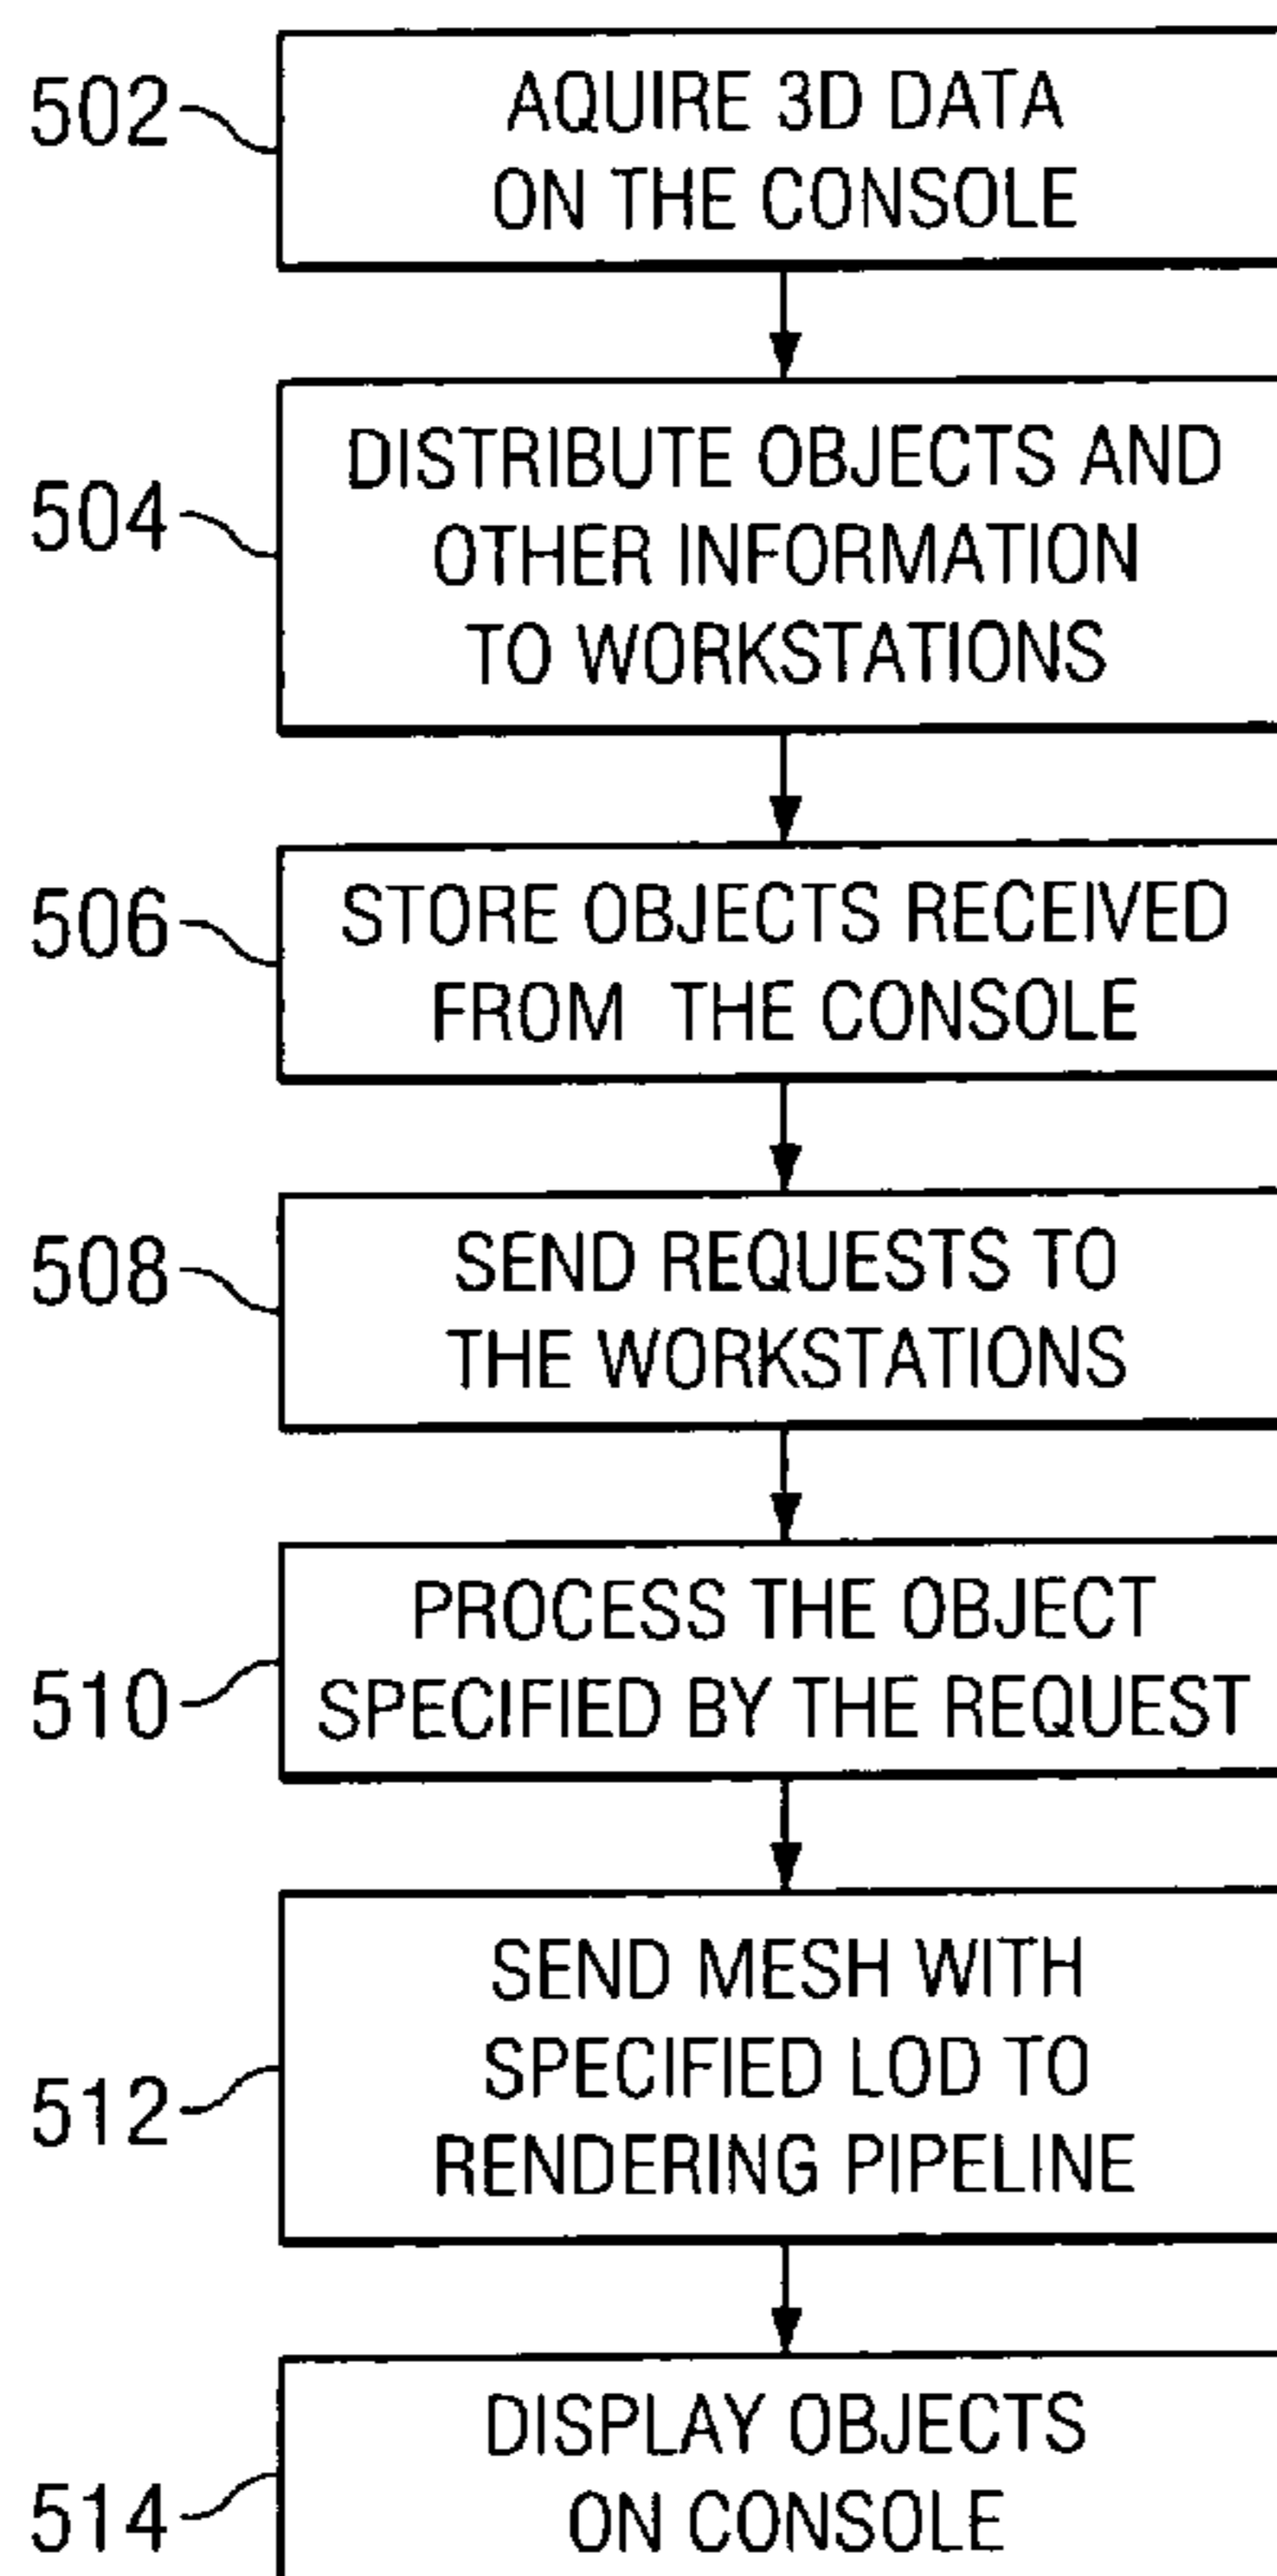 502
AQUIRE 3D DATA
ON THE CONSOLE
504
DISTRIBUTE OBJECTS AND
OTHER INFORMATION
TO WORKSTATIONS
506
STORE OBJECTS RECEIVED
FROM THE CONSOLE
508
SEND REQUESTS TO
THE WORKSTATIONS
510
PROCESS THE OBJECT
SPECIFIED BY THE REQUEST
512
SEND MESH WITH
SPECIFIED LOD TO
RENDERING PIPELINE
514
DISPLAY OBJECTS
ON CONSOLE